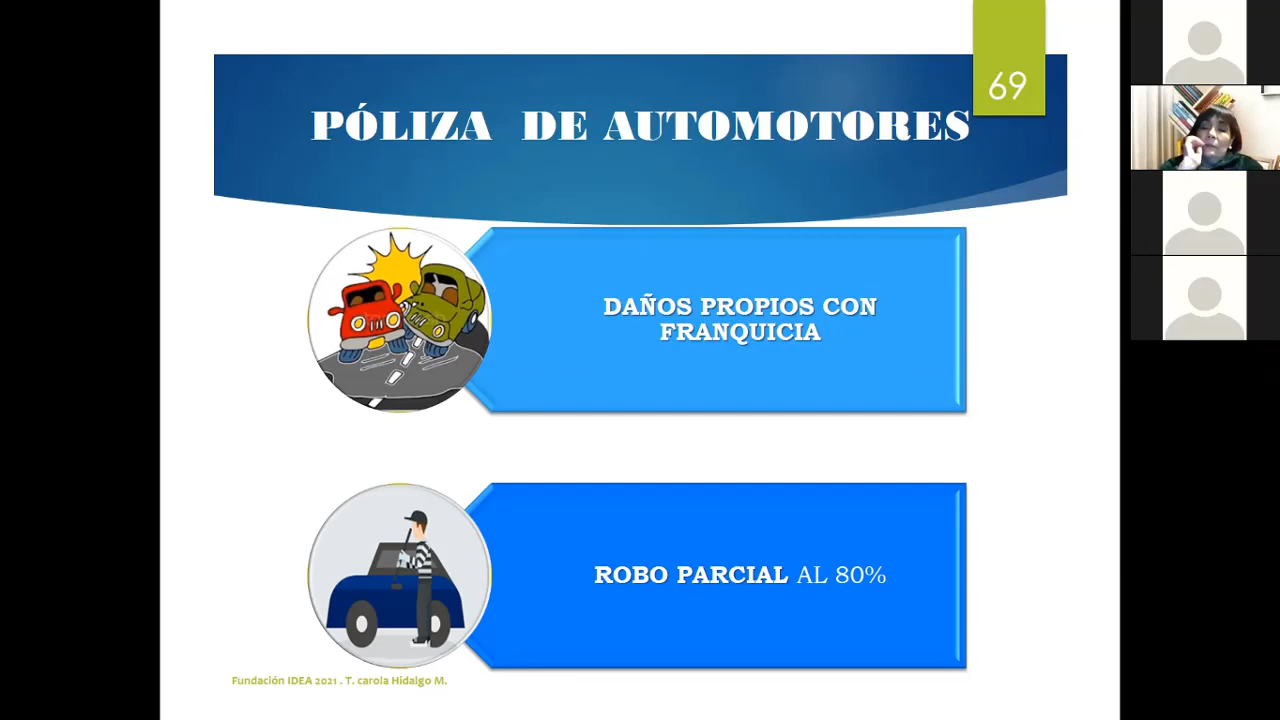 69
PÓLIZA DE AUTOMOTORES
DAÑOS PROPIOS CON
FRANQUICIA
ROBO PARCIAL AL 80%
Fundación IDEA 2021 . T. carola Hidalgo M.